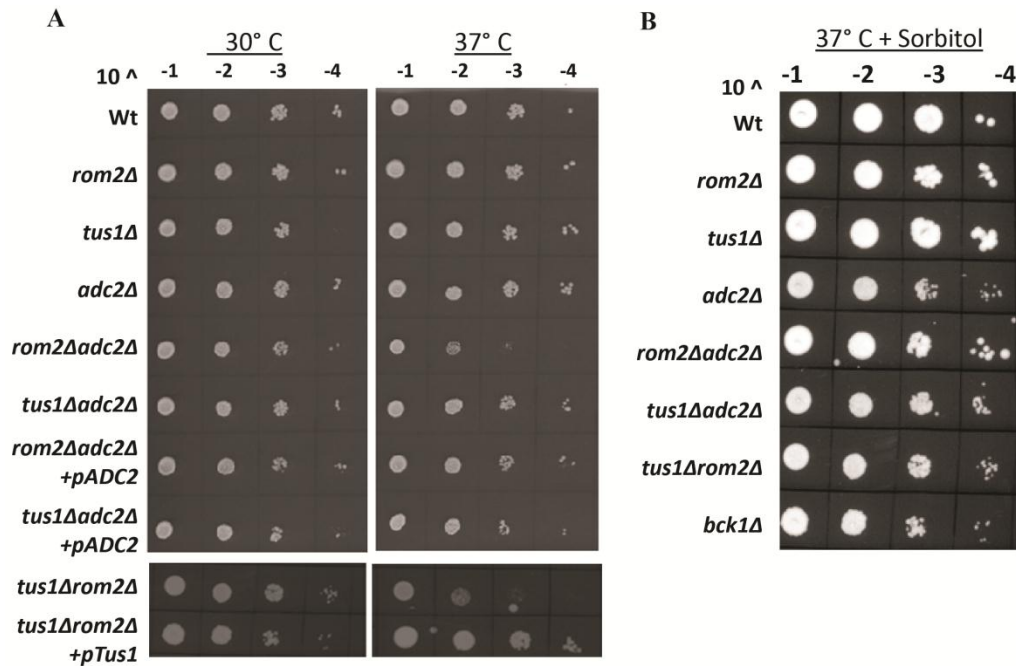 A
30° C
37° C
10 ^
-1 -2 -3 -4
-1 -2 -3 -4
Wt
rom2Δ
tus1Δ
adc2Δ
rom2Δadc2Δ
tus1Δadc2Δ
rom2Δadc2Δ
+pADC2
tus1Δadc2Δ
+pADC2
tus1Δrom2Δ
tus1Δrom2Δ
+pTus1
B
37° C + Sorbitol
-1 -2 -3 -4
10 ^
Wt
rom2Δ
tus1Δ
adc2Δ
rom2Δadc2Δ
tus1Δadc2Δ
tus1Δrom2Δ
bck1Δ